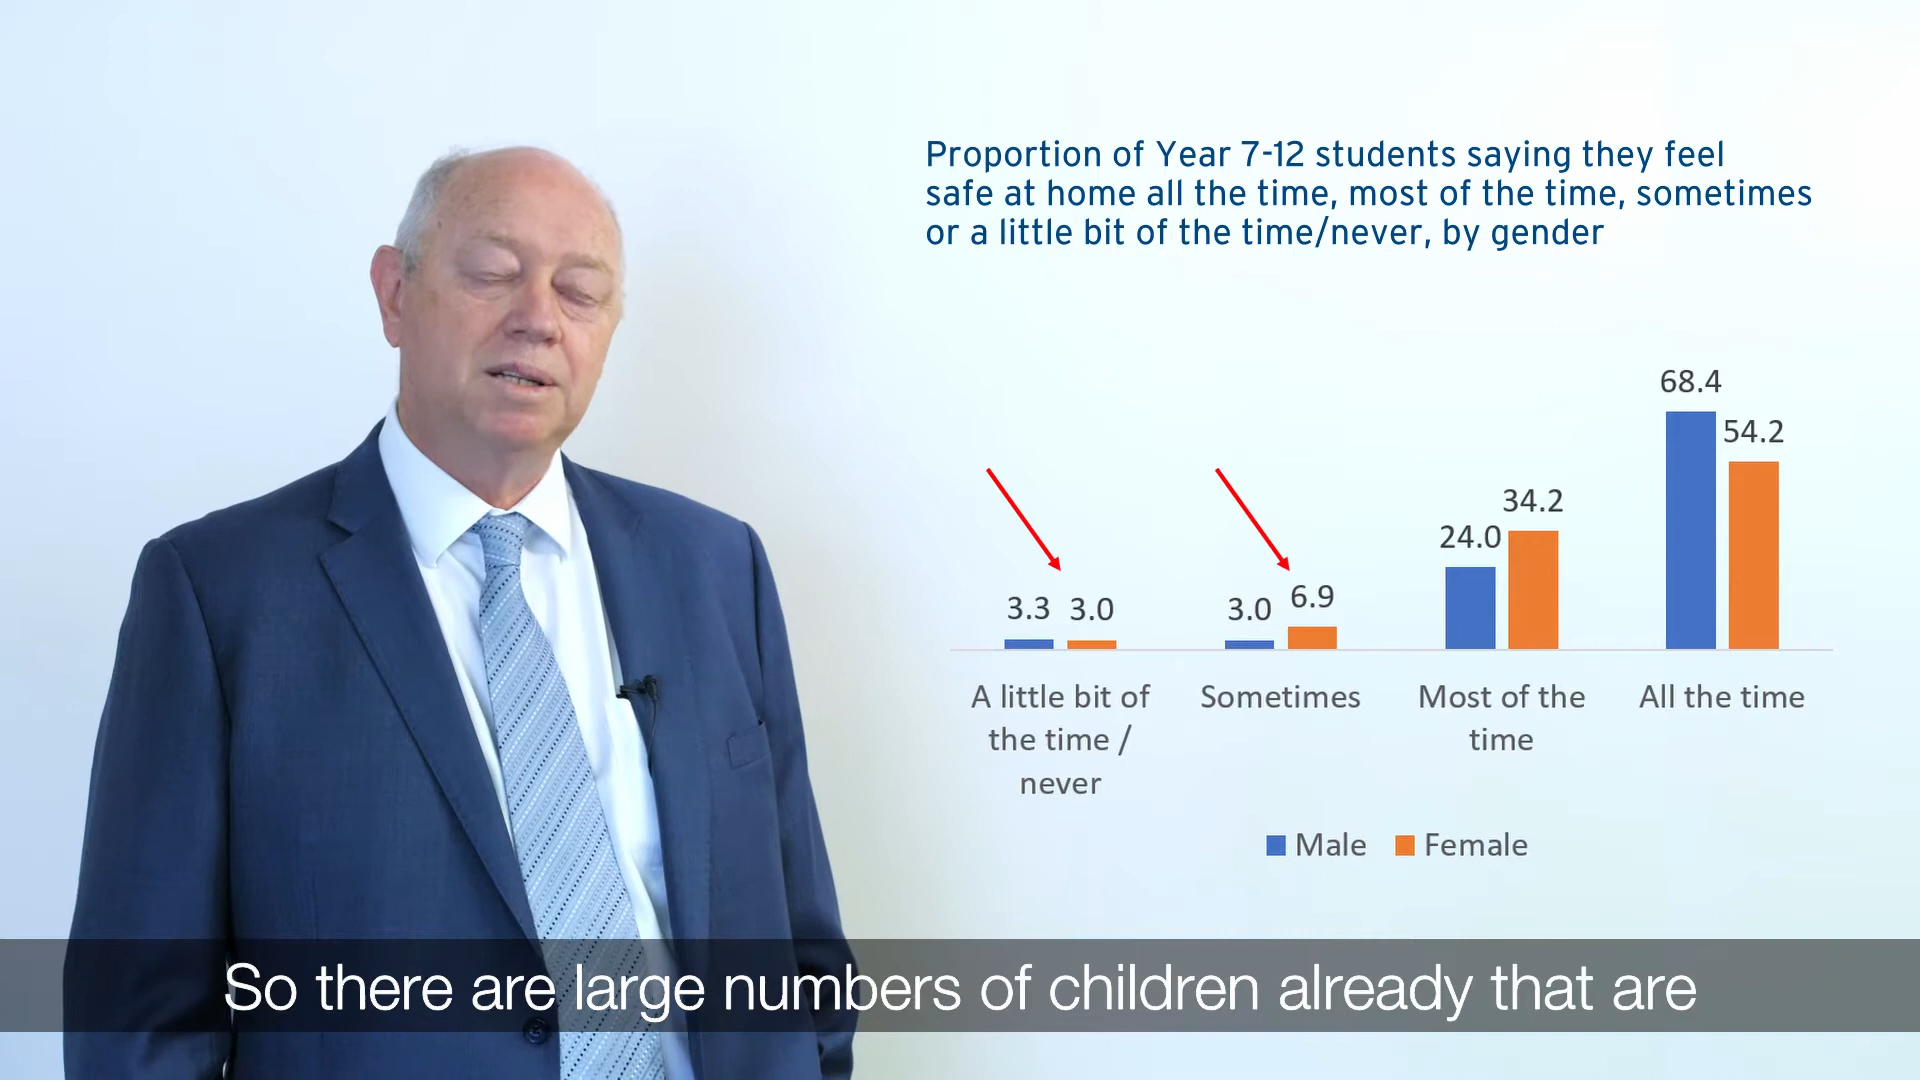 Proportion of Year 7-12 students saying they feel
safe at home all the time, most of the time, sometimes
or a little bit of the time/never, by gender
68.4
54.2
34.2
24.0
3.3 3.0
3.0 6.9
A little bit of
the time /
never
Sometimes
Most of the
time
All the time
Male Female
So there are large numbers of children already that are